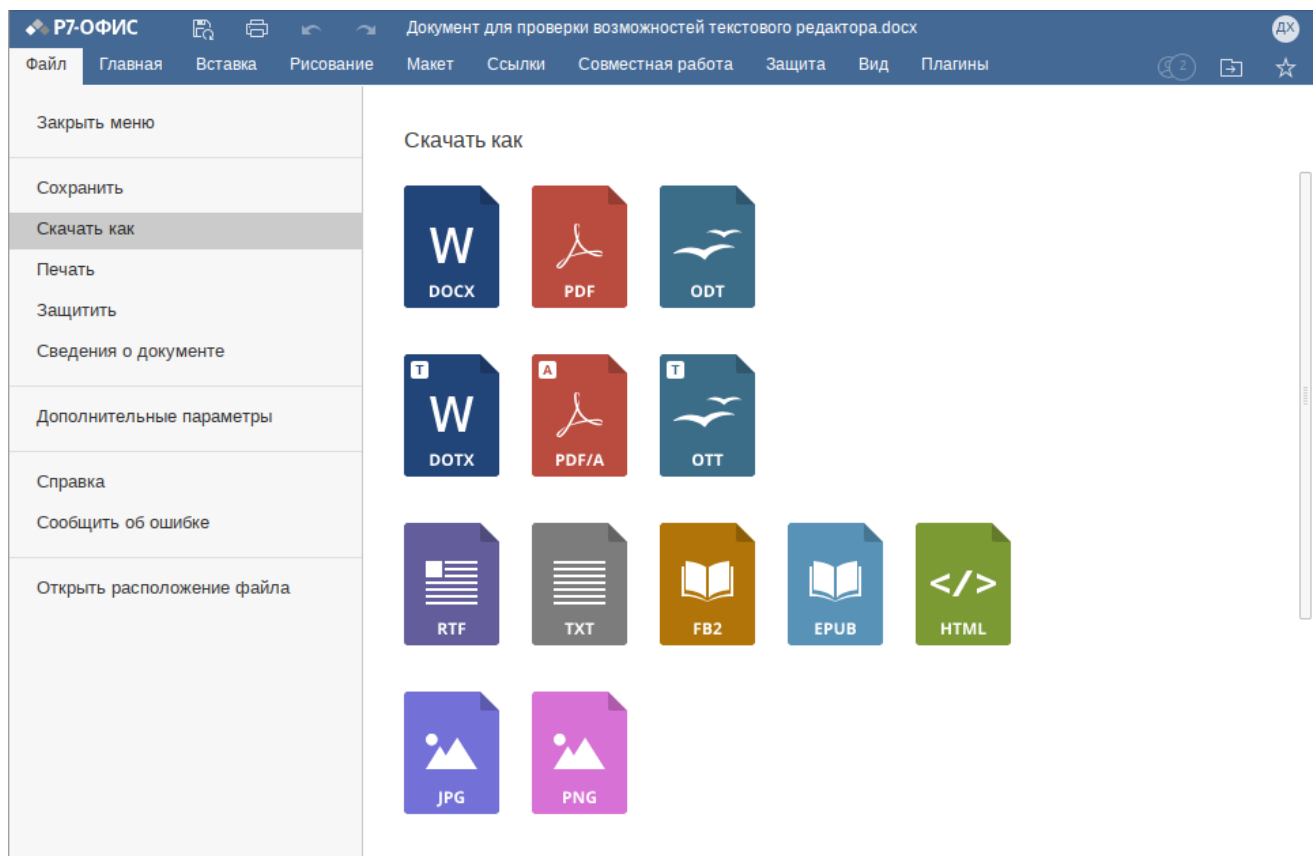 Р7-ОФИС
Документ для проверки возможностей текстового редактора.docx
ДХ
Файл Главная Вставка Рисование Макет Ссылки Совместная работа Защита Вид Плагины 2
Закрыть меню
Скачать как
Сохранить
Скачать как
Печать
Защитить
Сведения о документе
Дополнительные параметры
Справка
Сообщить об ошибке
Открыть расположение файла
W W
DOCX PDF ODT
T A T
DOTX PDF/A OTT
</>
RTF TXT FB2 EPUB HTML
JPG PNG